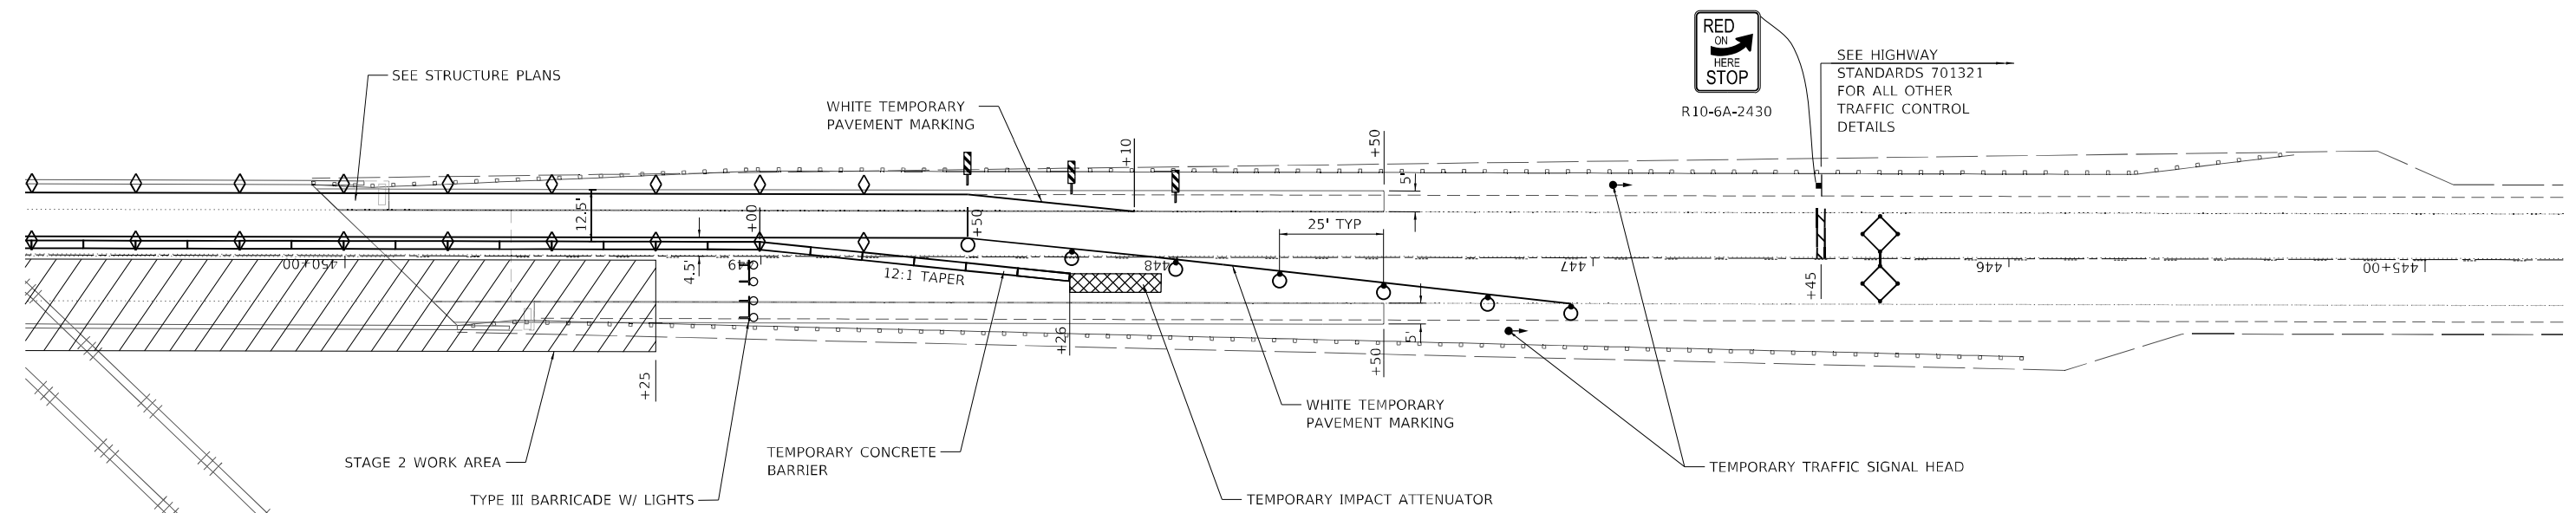 SEE STRUCTURE PLANS
WHITE TEMPORARY
PAVEMENT MARKING
RED
ON
HERE
STOP
R10-6A-2430
SEE HIGHWAY
STANDARDS 701321
FOR ALL OTHER
TRAFFIC CONTROL
DETAILS
+10
+50
5'
12.5'
+00
+50
25' TYP
450+00
4.5'
449
12:1 TAPER
448
447
+45
446
445+00
+26
+50
5'
+25
WHITE TEMPORARY
PAVEMENT MARKING
TEMPORARY CONCRETE
BARRIER
STAGE 2 WORK AREA
TEMPORARY TRAFFIC SIGNAL HEAD
TYPE III BARRICADE W/ LIGHTS
TEMPORARY IMPACT ATTENUATOR